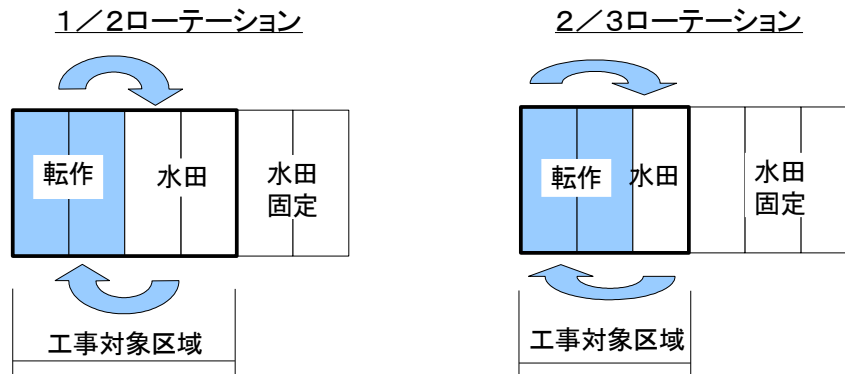 1／2ローテーション
2／3ローテーション
転作
水田
水田
固定
転作
水田
水田
固定
工事対象区域
工事対象区域